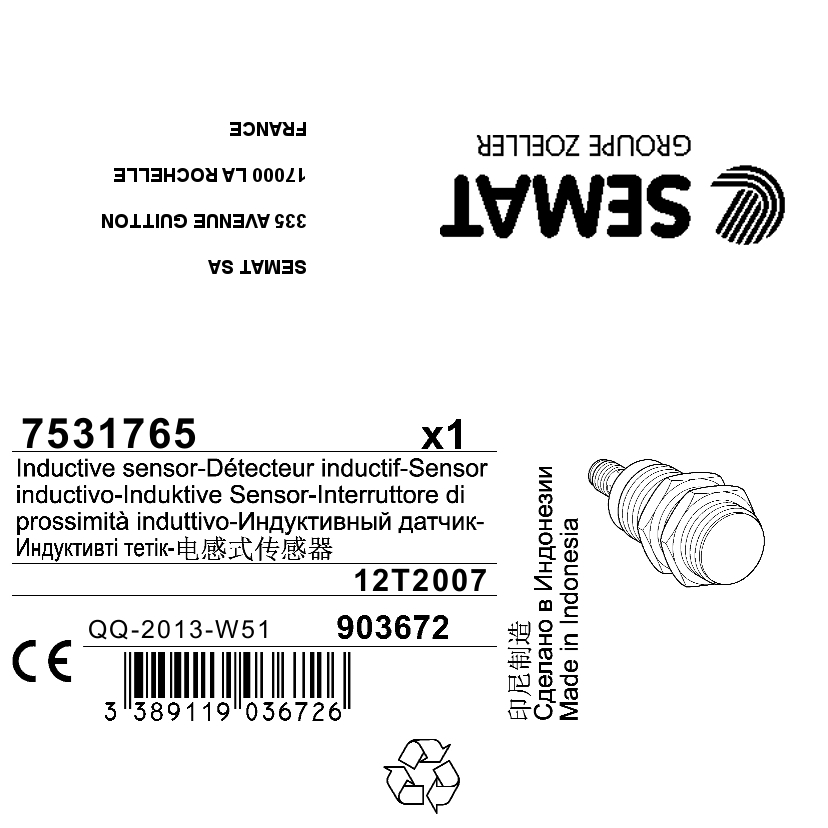 SEMAT SA
335 AVENUE GUITTON
17000 LA ROCHELLE
FRANCE
SEMAT
GROUPE ZOELLER
7531765 x1
Inductive sensor-Détecteur inductif-Sensor
inductivo-Induktive Sensor-Interruttore di
prossimità induttivo-Индуктивный датчик-
Индуктивті тетік-电感式传感器
12T2007
QQ-2013-W51 903672
CE
3 389119 036726
印尼制造
Сделано в Индонезии
Made in Indonesia